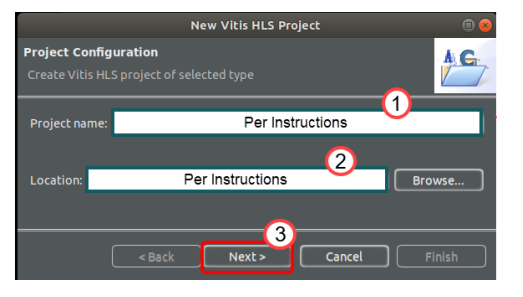 New Vitis HLS Project
Project Configuration
Create Vitis HLS project of selected type
A G
1
Project name: Per Instructions
2
Location: Per Instructions Browse...
3
< Back Next > Cancel Finish